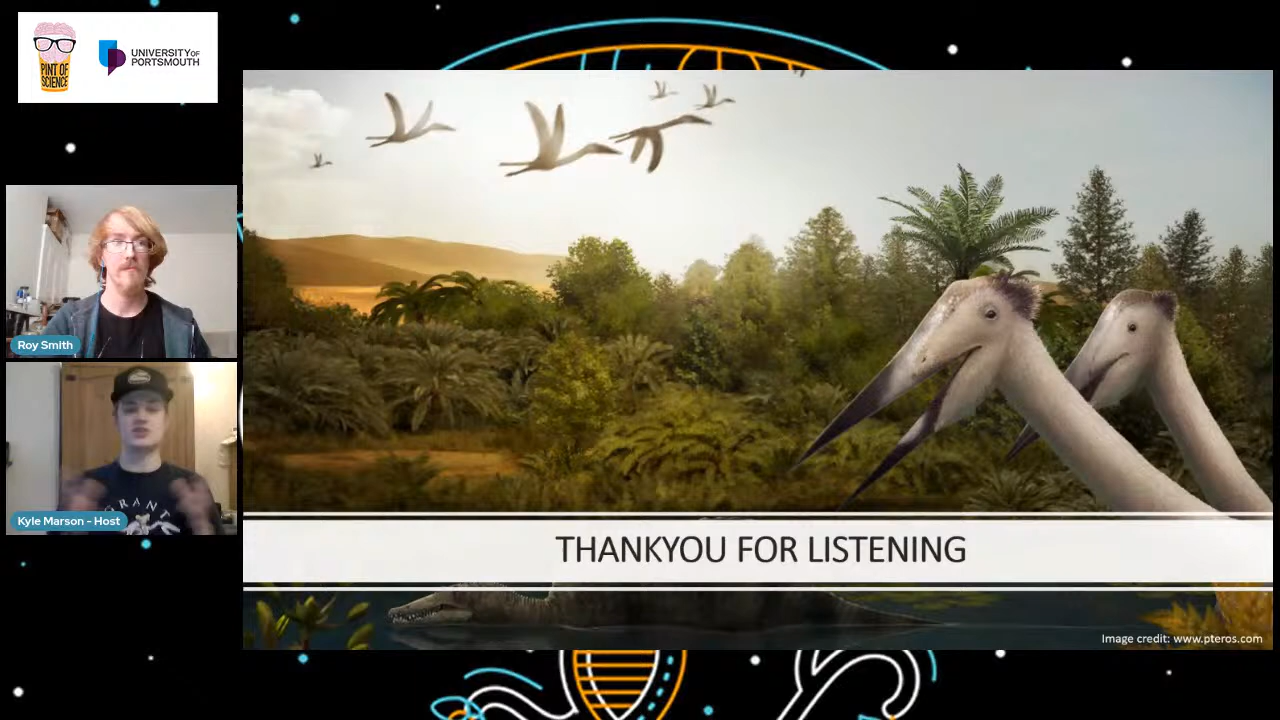 PINT OF
SCIENCE
UNIVERSITY OF
PORTSMOUTH
Roy Smith
Kyle Marson - Host
GRANT
THANKYOU FOR LISTENING
Image credit: www.pteros.com